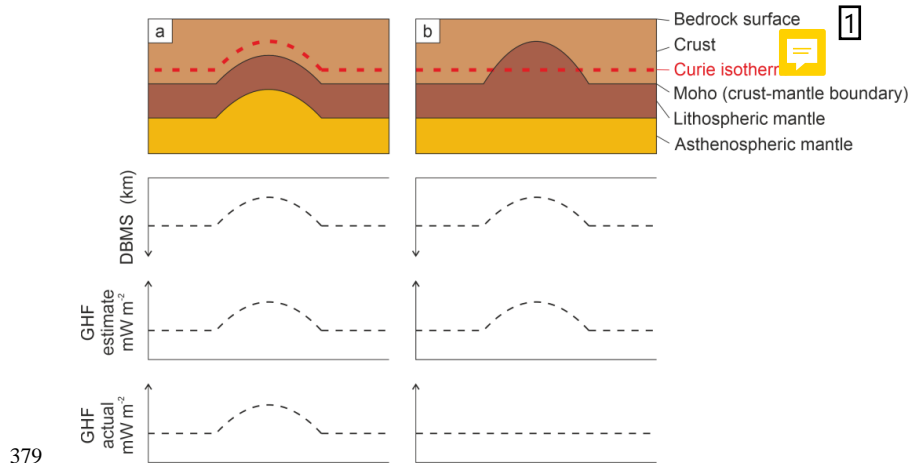 a
b
Bedrock surface
1
Crust
Curie isotherm
Moho (crust-mantle boundary)
Lithospheric mantle
Asthenospheric mantle
DBMS (km)
GHF
estimate
mW m-2
GHF
actual
mW m-2
379